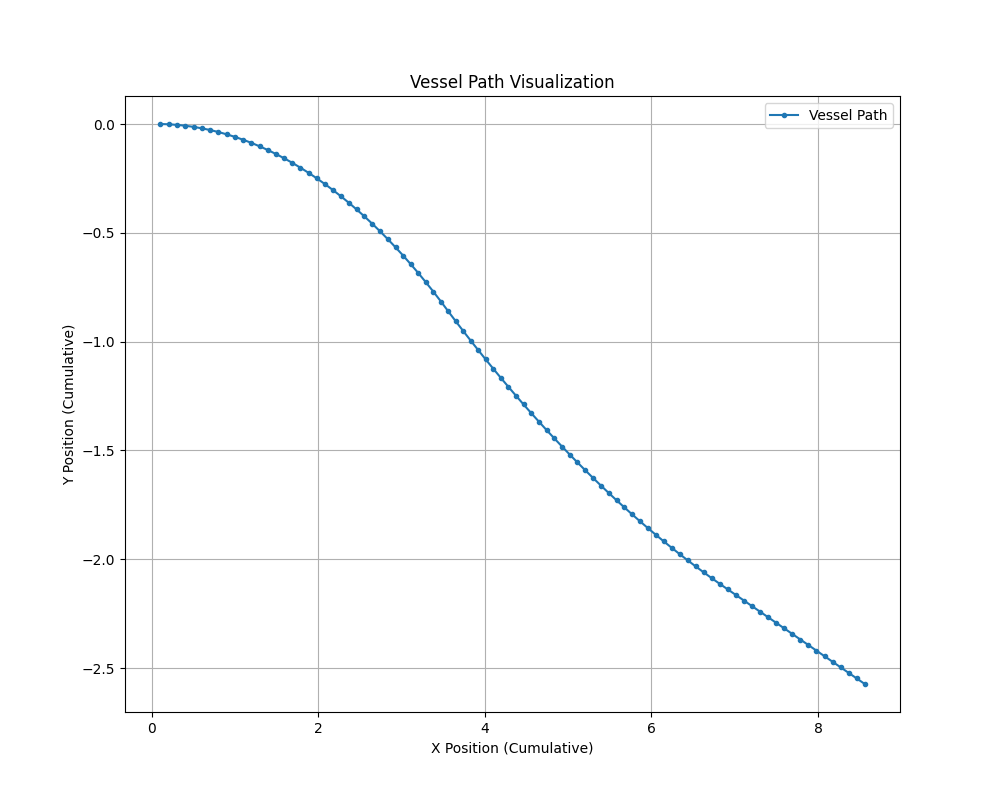 Vessel Path Visualization
Vessel Path
0.0
−0.5
−1.0
−1.5
−2.0
−2.5
Y Position (Cumulative)
0 2 4 6 8
X Position (Cumulative)